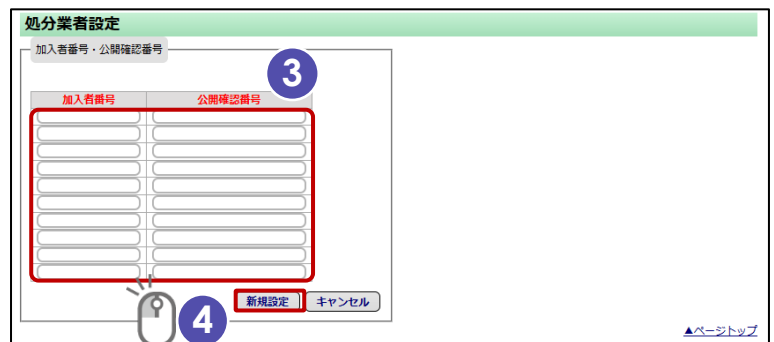 処分業者設定
加入者番号・公開確認番号
3
加入者番号 公開確認番号
新規設定 キャンセル
4
▲ページトップ